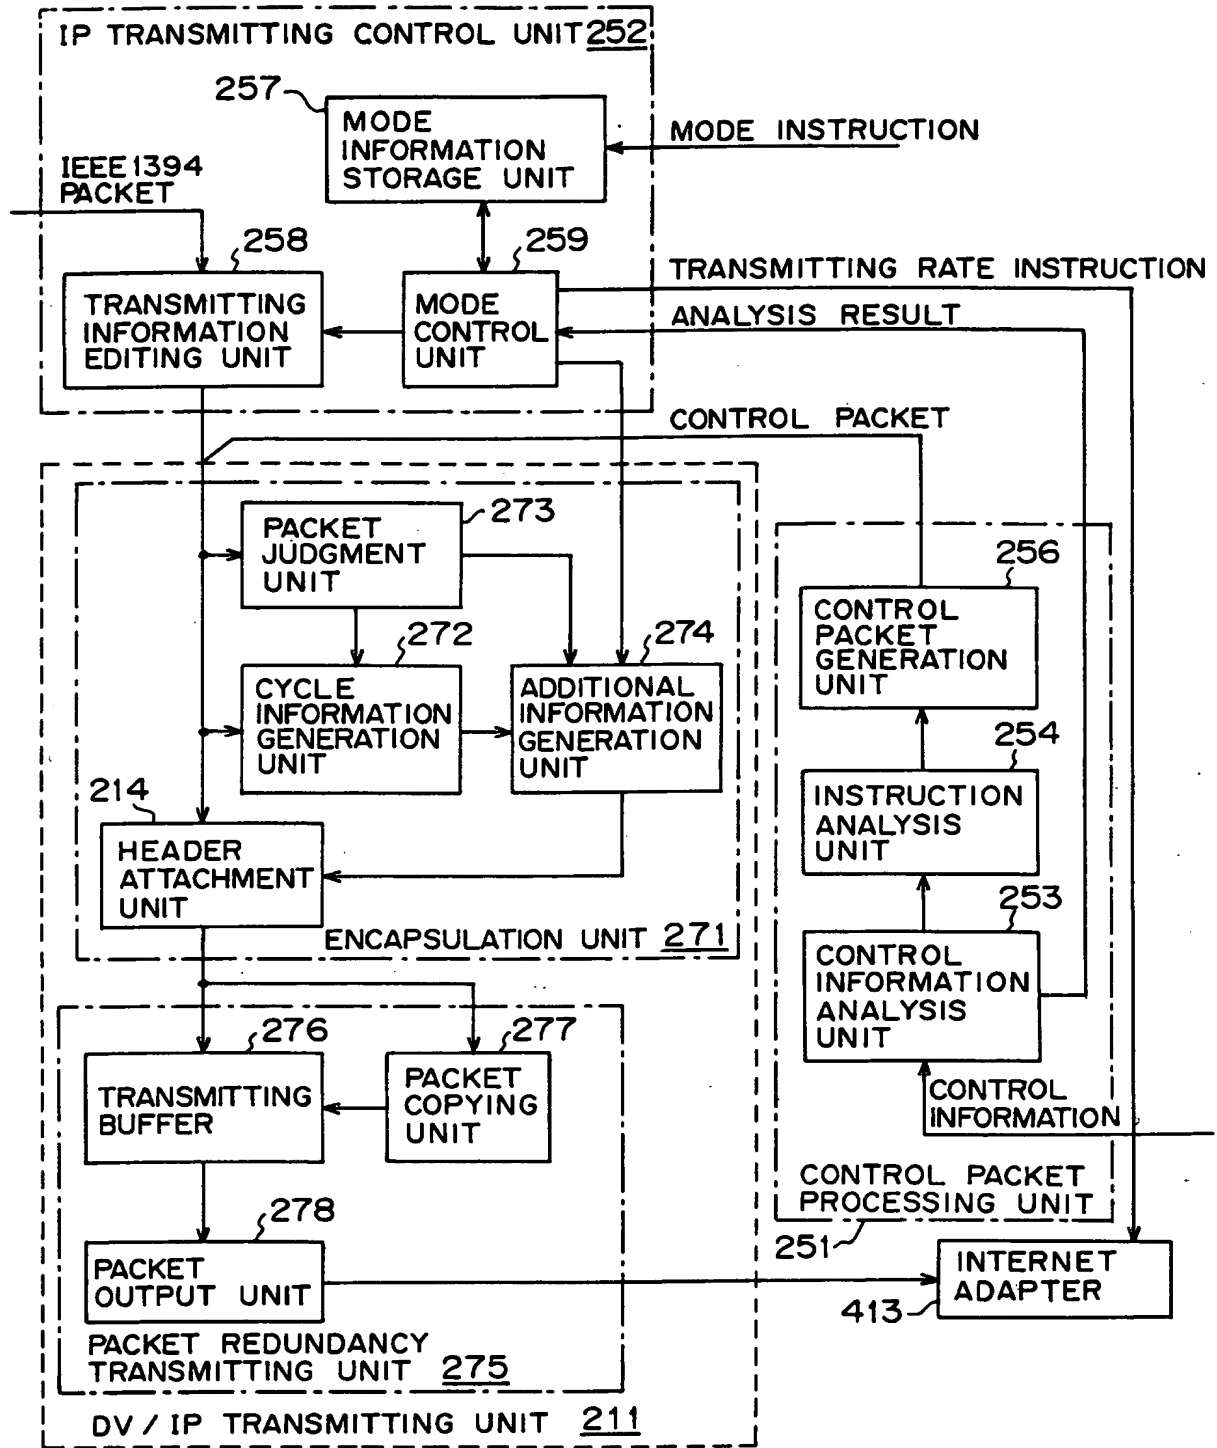 IP TRANSMITTING CONTROL UNIT 252
257
MODE
INFORMATION
STORAGE UNIT
MODE INSTRUCTION
IEEE1394
PACKET
258
259
TRANSMITTING
INFORMATION
EDITING UNIT
MODE
CONTROL
UNIT
TRANSMITTING RATE INSTRUCTION
ANALYSIS RESULT
CONTROL PACKET
273
PACKET
JUDGMENT
UNIT
272
274
CYCLE
INFORMATION
GENERATION
UNIT
ADDITIONAL
INFORMATION
GENERATION
UNIT
214
HEADER
ATTACHMENT
UNIT
ENCAPSULATION UNIT 271
256
CONTROL
PACKET
GENERATION
UNIT
254
INSTRUCTION
ANALYSIS
UNIT
253
CONTROL
INFORMATION
ANALYSIS
UNIT
CONTROL
INFORMATION
CONTROL PACKET
PROCESSING UNIT
251
276
277
TRANSMITTING
BUFFER
PACKET
COPYING
UNIT
278
PACKET
OUTPUT UNIT
INTERNET
ADAPTER
413
PACKET REDUNDANCY
TRANSMITTING UNIT 275
DV / IP TRANSMITTING UNIT 211